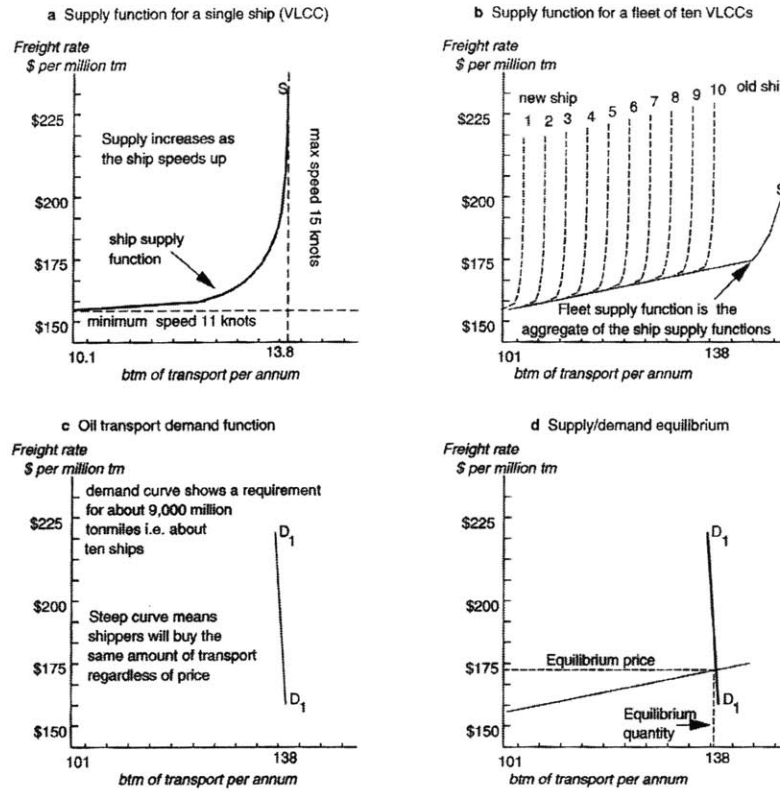 a Supply function for a single ship (VLCC)
Freight rate
$ per million tm
$225
$200
$175
$150
Supply increases as
the ship speeds up
S
max speed 15 knots
ship supply
function
minimum speed 11 knots
10.1
13.8
btm of transport per annum
b Supply function for a fleet of ten VLCCs
Freight rate
$ per million tm
$225
$200
$175
$150
new ship
1 2 3 4 5 6 7 8 9 10
old shi
S
Fleet supply function is the
aggregate of the ship supply functions
101
138
btm of transport per annum
c Oil transport demand function
Freight rate
$ per million tm
$225
$200
$175
$150
demand curve shows a requirement
for about 9,000 million
tonmiles i.e. about
ten ships
D1
Steep curve means
shippers will buy the
same amount of transport
regardless of price
101
138
btm of transport per annum
d Supply/demand equilibrium
Freight rate
$ per million tm
$225
$200
$175
$150
D1
Equilibrium price
D1
Equilibrium
quantity
101
138
btm of transport per annum